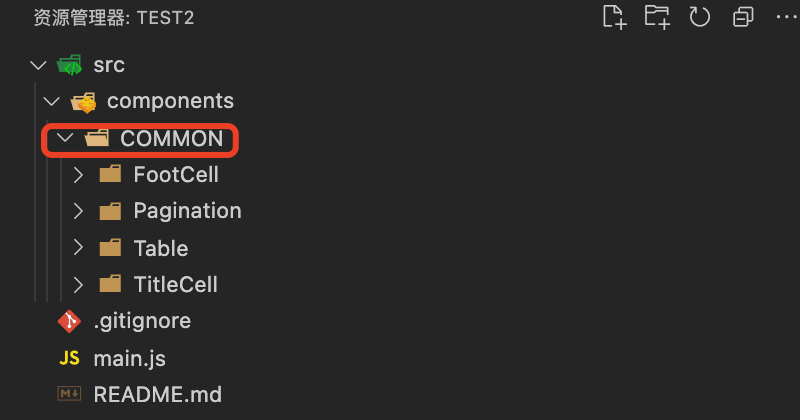 资源管理器: TEST2
src
components
COMMON
FootCell
Pagination
Table
TitleCell
.gitignore
JS main.js
M README.md